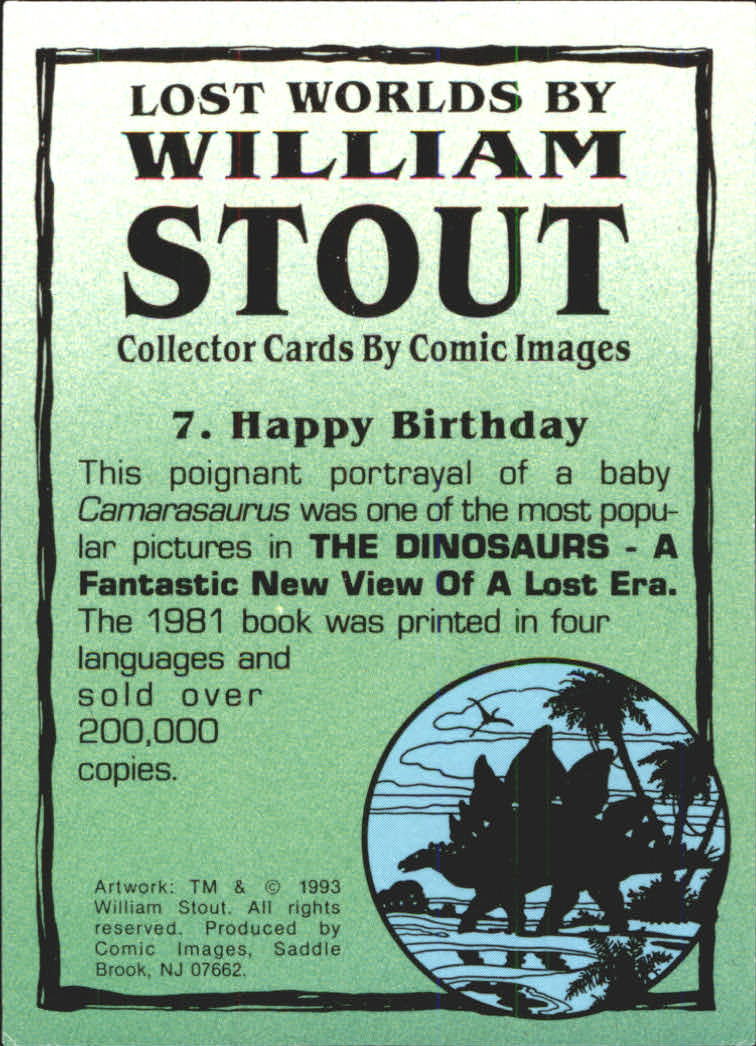 LOST WORLDS BY
WILLIAM
STOUT
Collector Cards By Comic Images
7. Happy Birthday
This poignant portrayal of a baby
Camarasaurus was one of the most popu-
lar pictures in THE DINOSAURS - A
Fantastic New View Of A Lost Era.
The 1981 book was printed in four
languages and
sold over
200,000
copies.
Artwork: TM & © 1993
William Stout. All rights
reserved. Produced by
Comic Images, Saddle
Brook, NJ 07662.